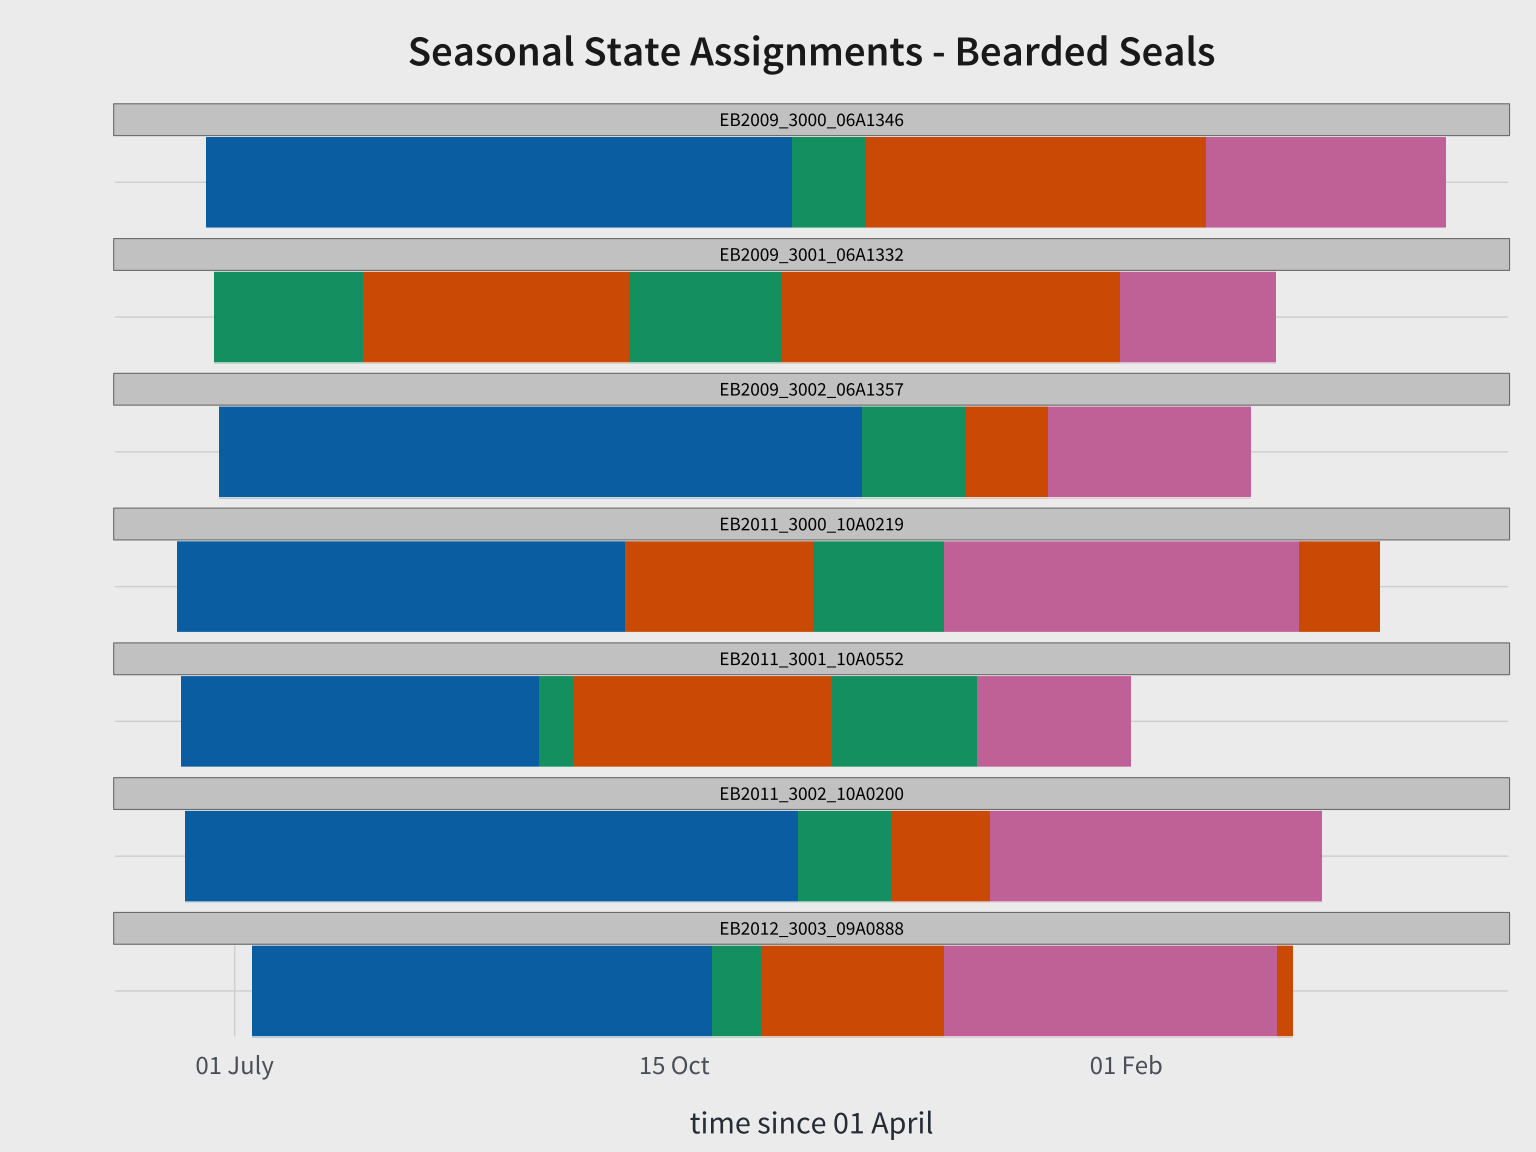 Seasonal State Assignments - Bearded Seals
EB2009_3000_06A1346
EB2009_3001_06A1332
EB2009_3002_06A1357
EB2011_3000_10A0219
EB2011_3001_10A0552
EB2011_3002_10A0200
EB2012_3003_09A0888
01 July 15 Oct 01 Feb
time since 01 April